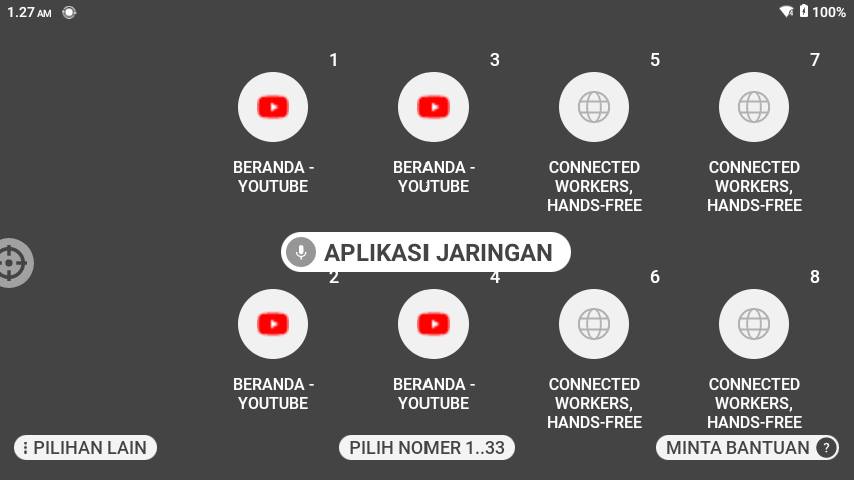 1.27 AM
100%
1
3
5
7
BERANDA -
YOUTUBE
BERANDA -
YOUTUBE
CONNECTED
WORKERS,
HANDS-FREE
CONNECTED
WORKERS,
HANDS-FREE
APLIKASI JARINGAN
2
4
6
8
BERANDA -
YOUTUBE
BERANDA -
YOUTUBE
CONNECTED
WORKERS,
HANDS-FREE
CONNECTED
WORKERS,
HANDS-FREE
PILIHAN LAIN
PILIH NOMER 1..33
MINTA BANTUAN ?